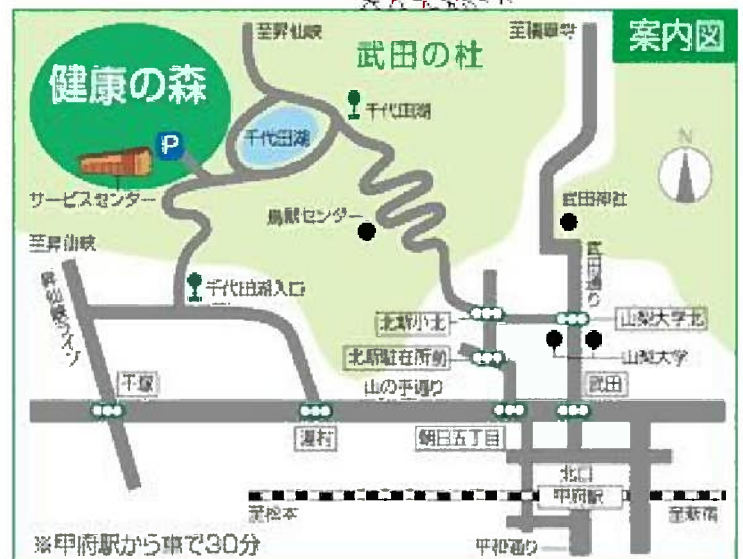 案内図
至昇仙峡
武田の杜
至積翠寺
健康の森
千代田湖
P
千代田湖
N
サービスセンター
鳥獣センター
武田神社
至昇仙峡
昇仙峡ライン
千代田湖入口
武田通り
北新小北
山梨大学北
北新駐在所前
山梨大学
山の手通り
武田
平塚
湯村
朝日五丁目
北口
甲府駅
至松本
至新宿
※甲府駅から車で30分
平和通り